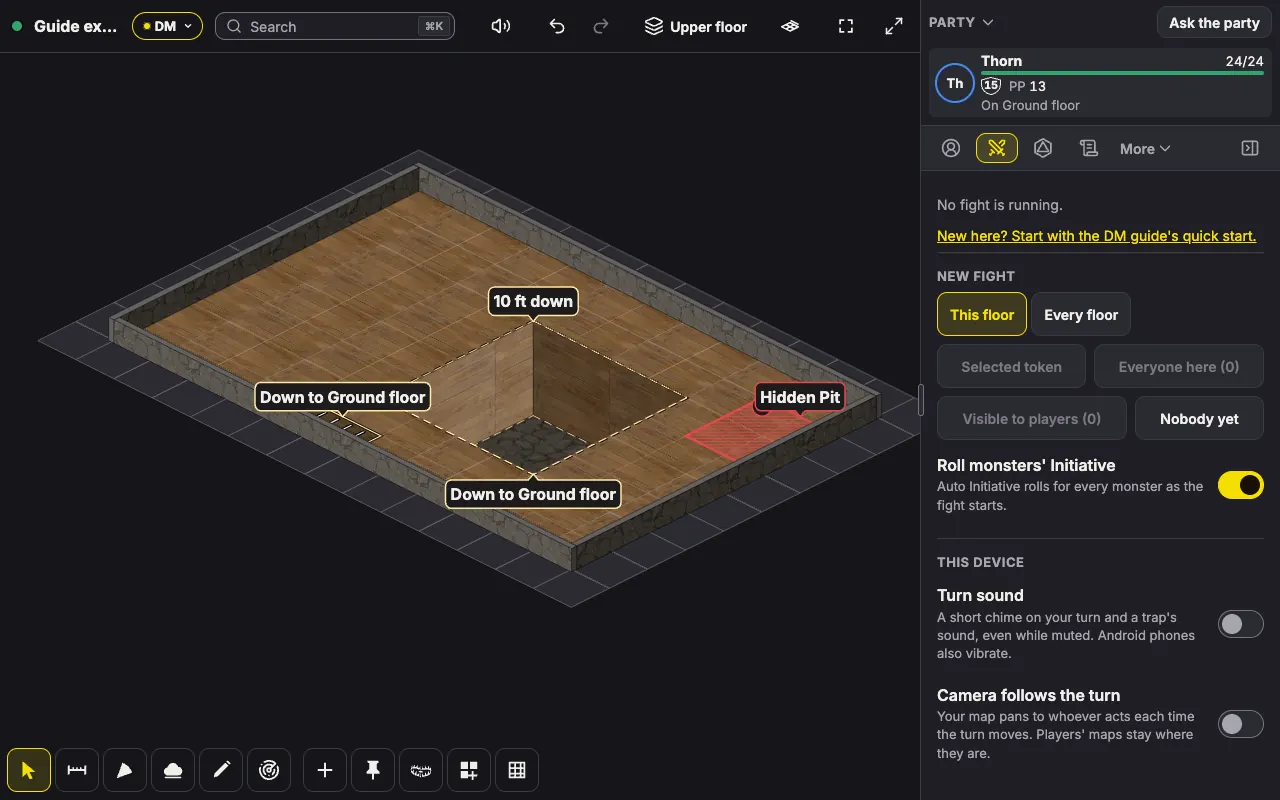 Guide ex...
DM
Search
⌘K
Upper floor
PARTY
Ask the party
Th
Thorn
24/24
15
PP 13
On Ground floor
More
No fight is running.
New here? Start with the DM guide's quick start.
NEW FIGHT
This floor
Every floor
Selected token
Everyone here (0)
Visible to players (0)
Nobody yet
Roll monsters' Initiative
Auto Initiative rolls for every monster as the
fight starts.
THIS DEVICE
Turn sound
A short chime on your turn and a trap's
sound, even while muted. Android phones
also vibrate.
Camera follows the turn
Your map pans to whoever acts each time
the turn moves. Players' maps stay where
they are.
10 ft down
Down to Ground floor
Hidden Pit
Down to Ground floor